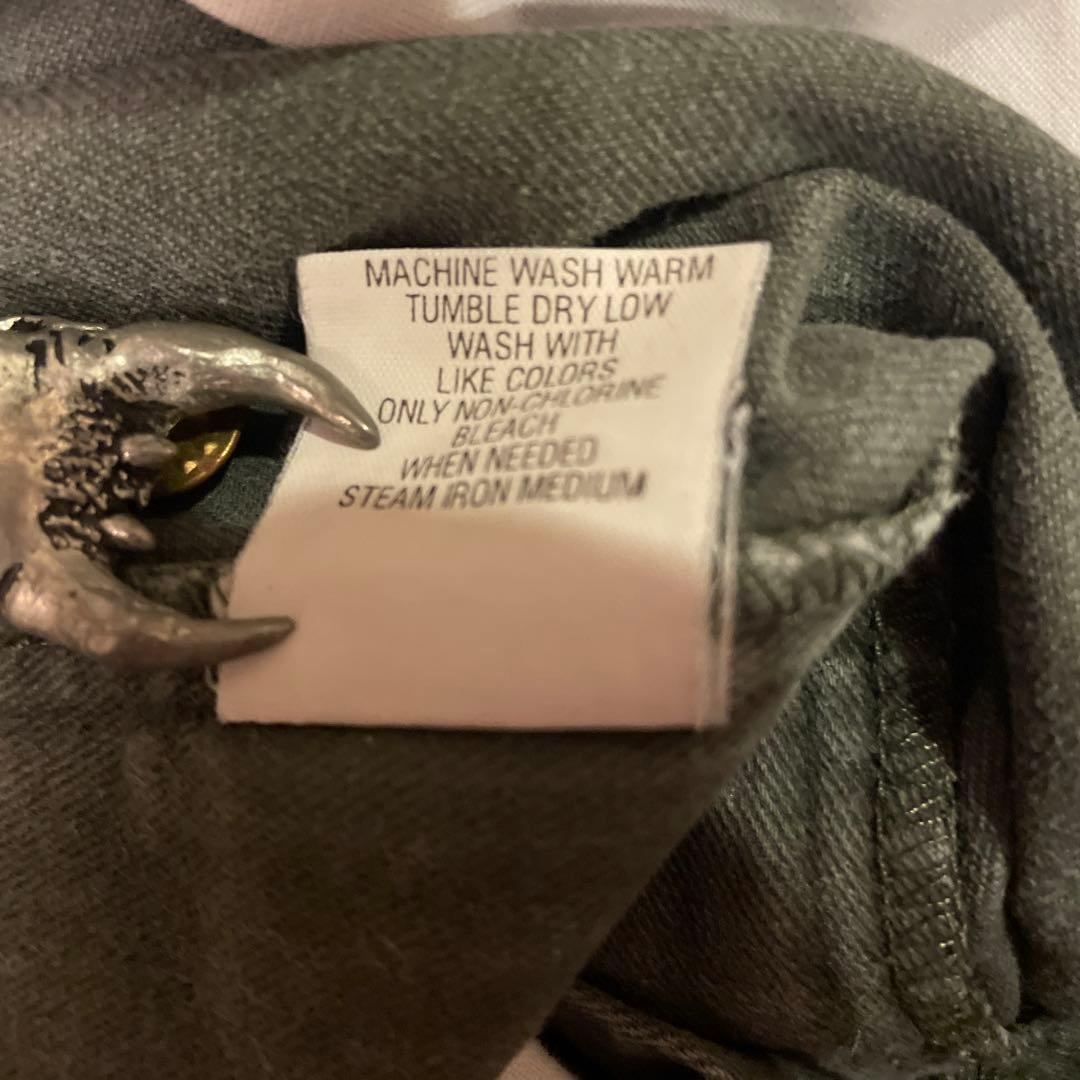 MACHINE WASH WARM
TUMBLE DRY LOW
WASH WITH
LIKE COLORS
ONLY NON-CHLORINE
BLEACH
WHEN NEEDED
STEAM IRON MEDIUM